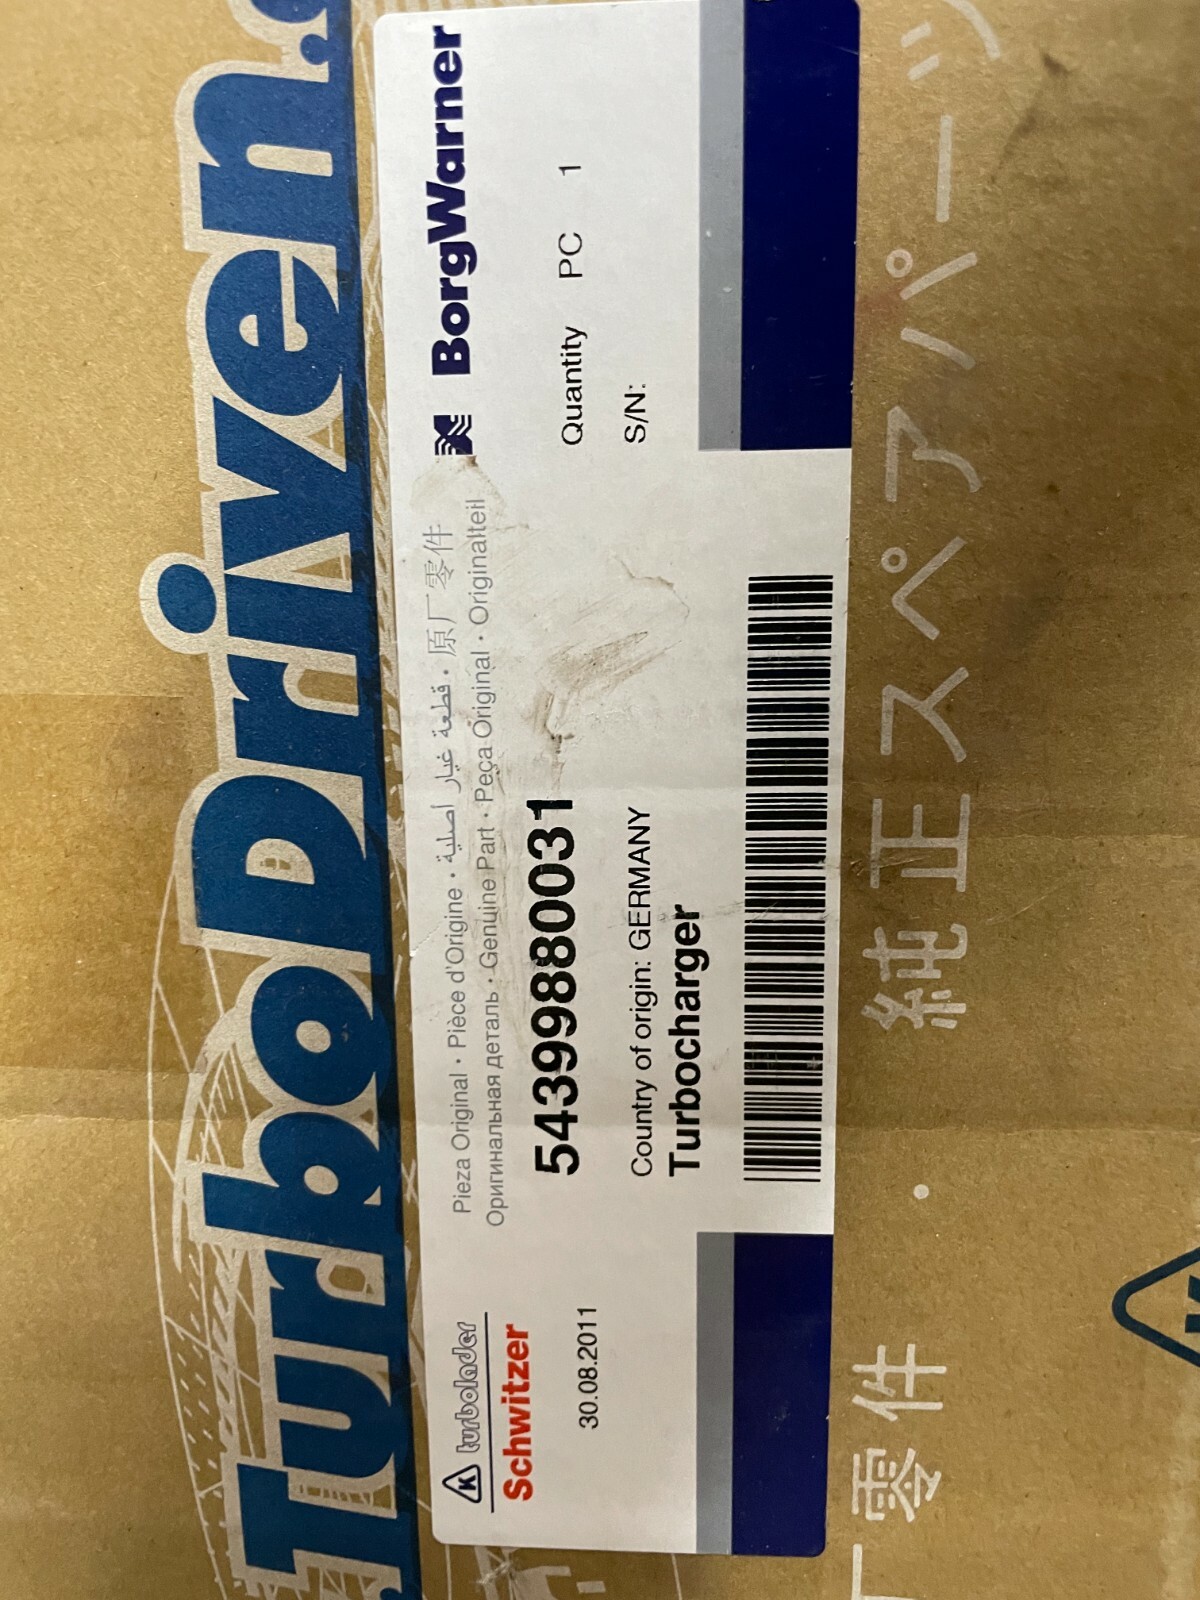 TurboDriven.
K turbolader
Schwitzer
30.08.2011
Pieza Original · Pièce d'Origine · قطعة غيار أصلية · 原厂零件
Оригинальная деталь · Genuine Part · Peça Original · Originalteil
BorgWarner
54399880031
Quantity PC 1
Country of origin: GERMANY
S/N:
Turbocharger
零件 · 純正スペアパーツ
K